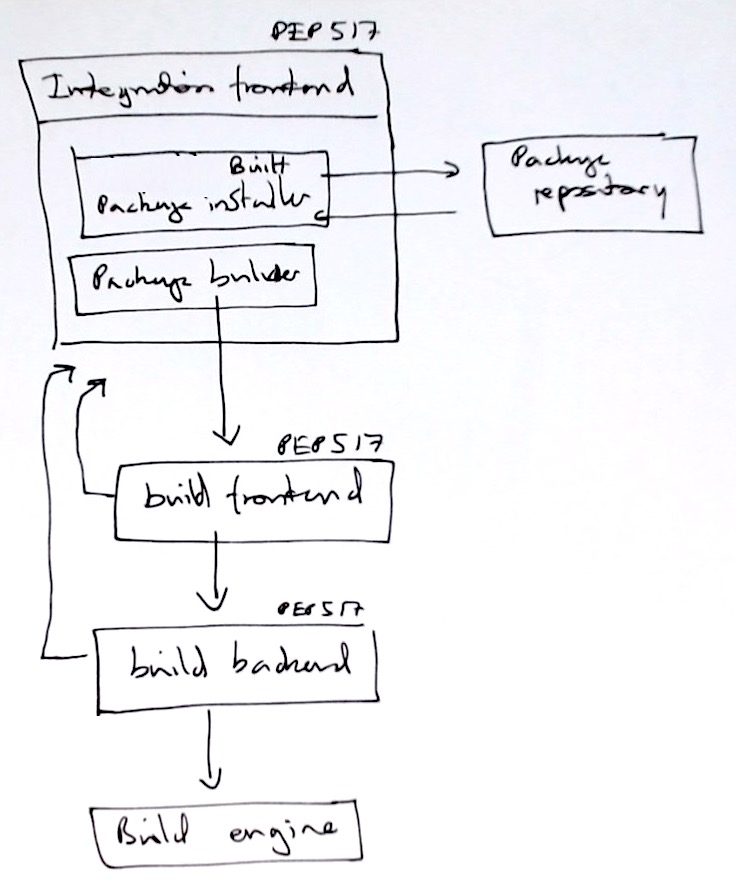 PEP 517
Integration frontend
Built
Package installer
Package
repository
Package builder
PEP 517
build frontend
PEP 517
build backend
Build engine